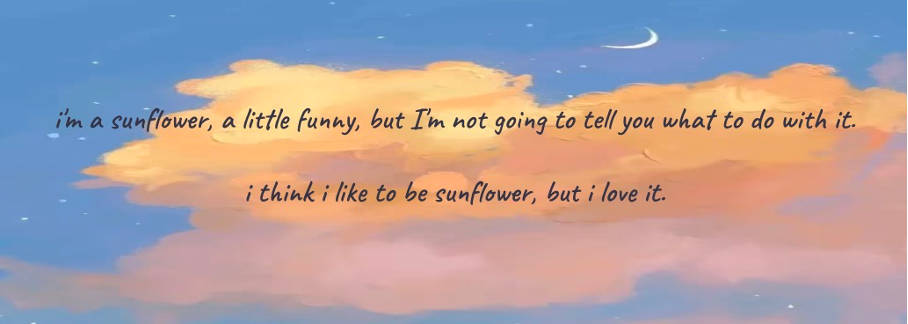 i'm a sunflower, a little funny, but I'm not going to tell you what to do with it.
i think i like to be sunflower, but i love it.